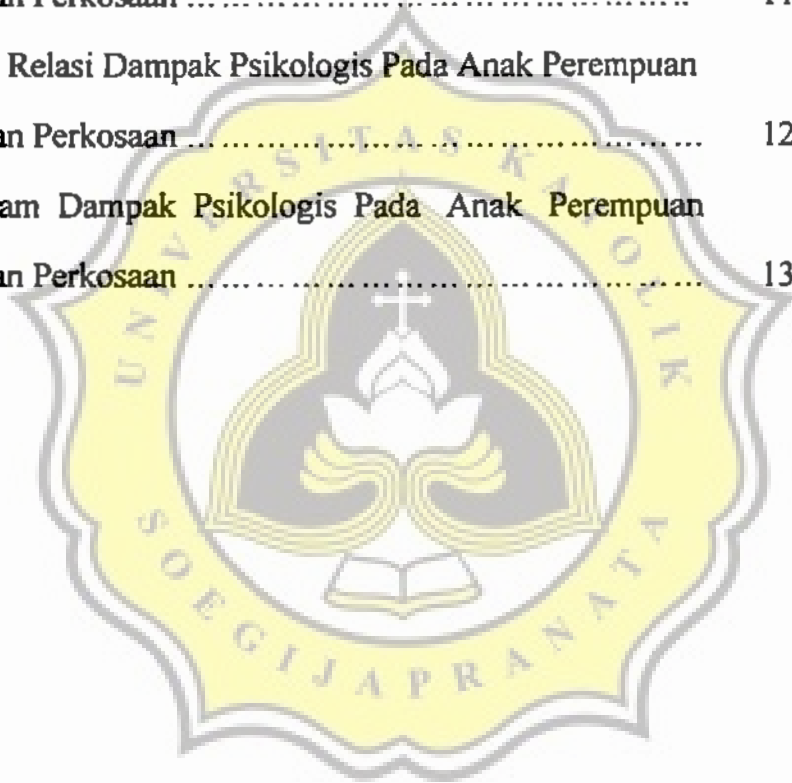 an Perkosaan
Relasi Dampak Psikologis Pada Anak Perempuan
an Perkosaan ........................................................ 12
am Dampak Psikologis Pada Anak Perempuan
an Perkosaan ........................................................ 13
UNIVERSITAS KATOLIK
SOEGIJAPRANATA